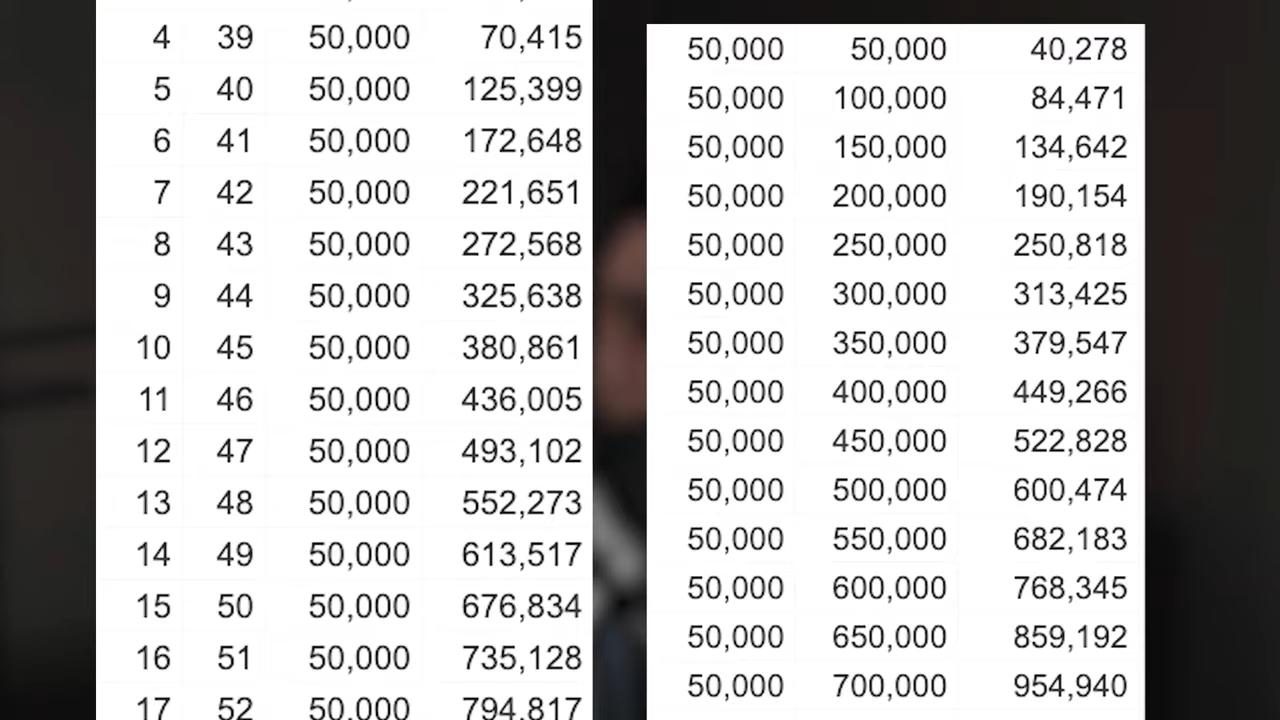 4 39 50,000 70,415
5 40 50,000 125,399
6 41 50,000 172,648
7 42 50,000 221,651
8 43 50,000 272,568
9 44 50,000 325,638
10 45 50,000 380,861
11 46 50,000 436,005
12 47 50,000 493,102
13 48 50,000 552,273
14 49 50,000 613,517
15 50 50,000 676,834
16 51 50,000 735,128
17 52 50,000 794,817
50,000 50,000 40,278
50,000 100,000 84,471
50,000 150,000 134,642
50,000 200,000 190,154
50,000 250,000 250,818
50,000 300,000 313,425
50,000 350,000 379,547
50,000 400,000 449,266
50,000 450,000 522,828
50,000 500,000 600,474
50,000 550,000 682,183
50,000 600,000 768,345
50,000 650,000 859,192
50,000 700,000 954,940